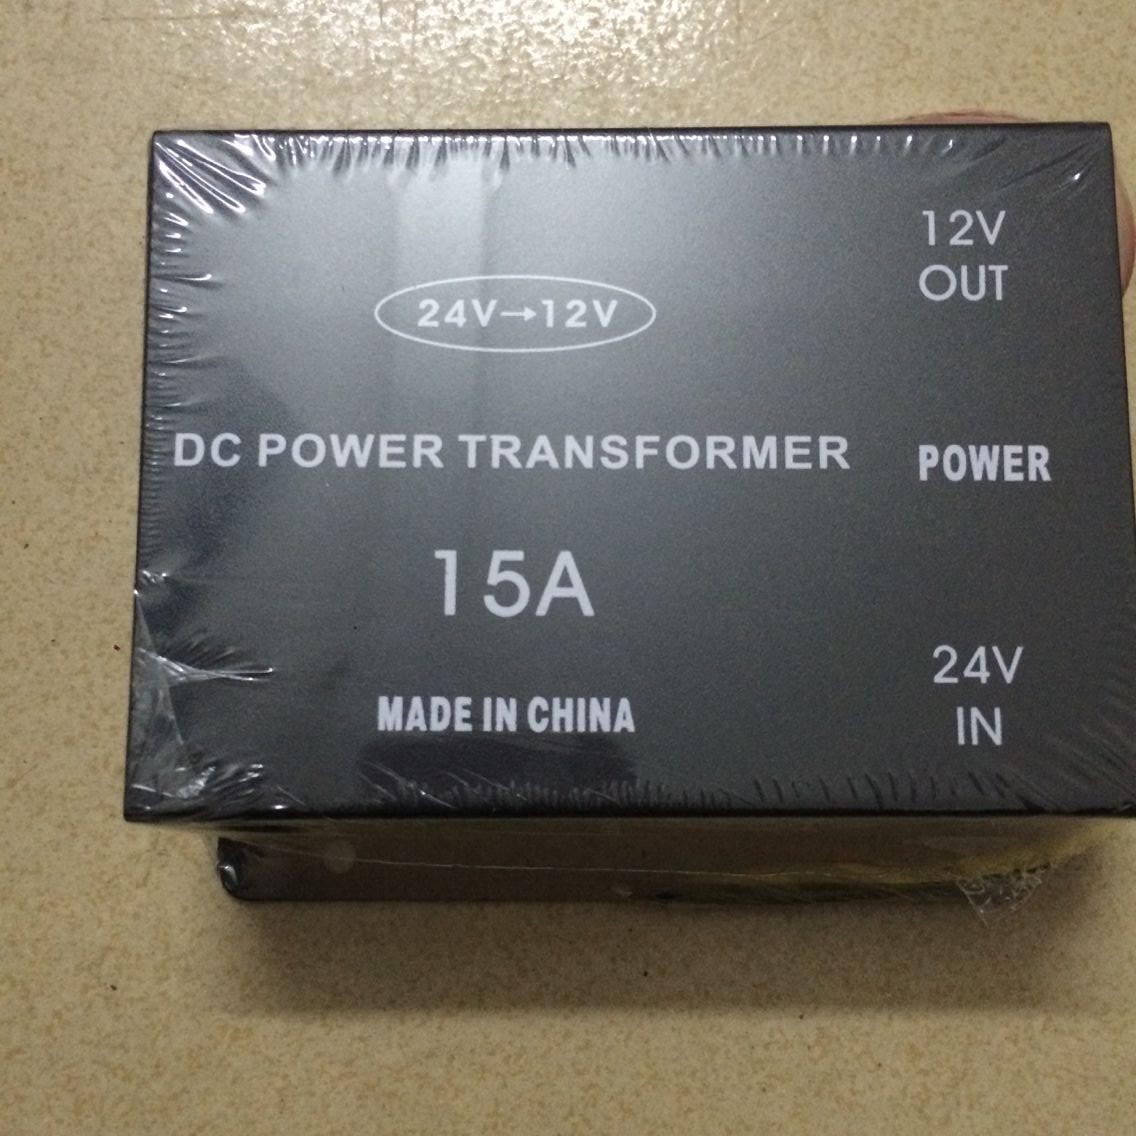 12V
OUT
24V→12V
DC POWER TRANSFORMER
POWER
15A
24V
IN
MADE IN CHINA